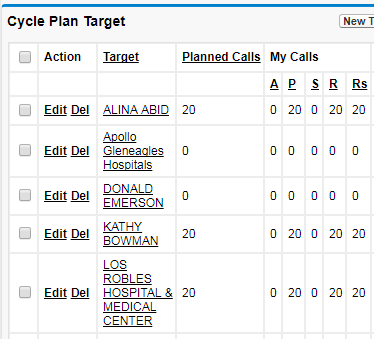 Cycle Plan Target
New T
Action Target Planned Calls My Calls
A P S R Rs
Edit Del ALINA ABID 20 0 20 0 20 20
Apollo
Gleneagles
Hospitals
Edit Del 0 0 0 0 0 0
DONALD
EMERSON
Edit Del 0 0 0 0 0 0
KATHY
BOWMAN
Edit Del 20 0 20 0 20 20
LOS
ROBLES
HOSPITAL &
MEDICAL
CENTER
Edit Del 20 0 20 0 20 20